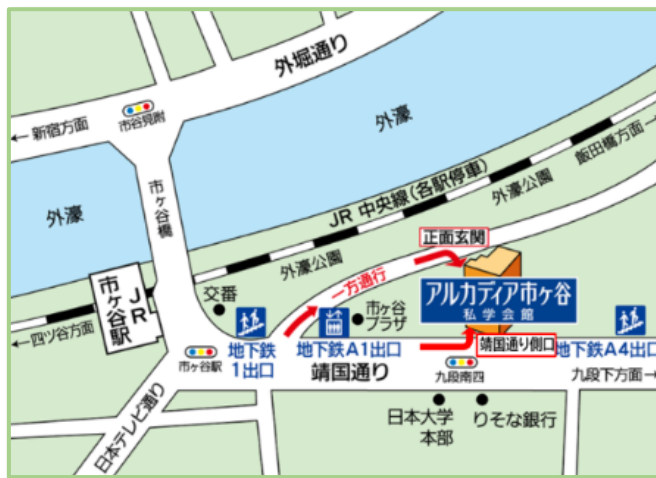 外堀通り
←新宿方面
市谷見附
外濠
飯田橋方面→
外濠
市ヶ谷橋
JR 中央線(各駅停車)
外濠公園
外濠公園
正面玄関
一方通行
JR
市ヶ谷駅
交番
市ヶ谷
プラザ
アルカディア市ヶ谷
私学会館
←四ツ谷方面
地下鉄
1出口
地下鉄A1出口
靖国通り側口
地下鉄A4出口
市ヶ谷駅
靖国通り
九段南四
九段下方面→
日本テレビ通り
日本大学
本部
りそな銀行